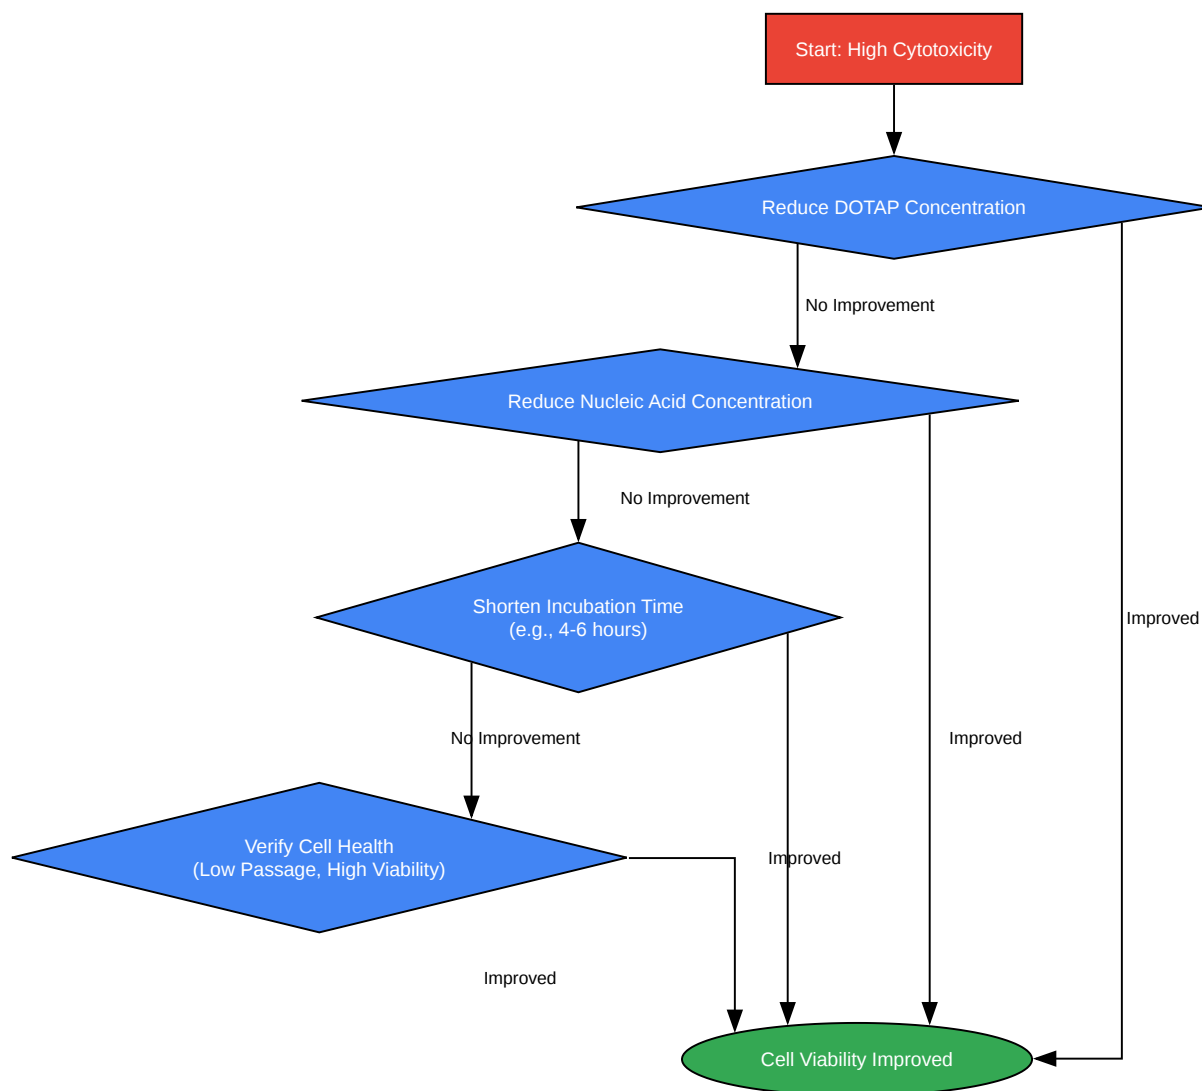 Start: High Cytotoxicity
Reduce DOTAP Concentration
No Improvement
Reduce Nucleic Acid Concentration
No Improvement
Shorten Incubation Time
(e.g., 4-6 hours)
Improved
No Improvement
Improved
Verify Cell Health
(Low Passage, High Viability)
Improved
Improved
Cell Viability Improved